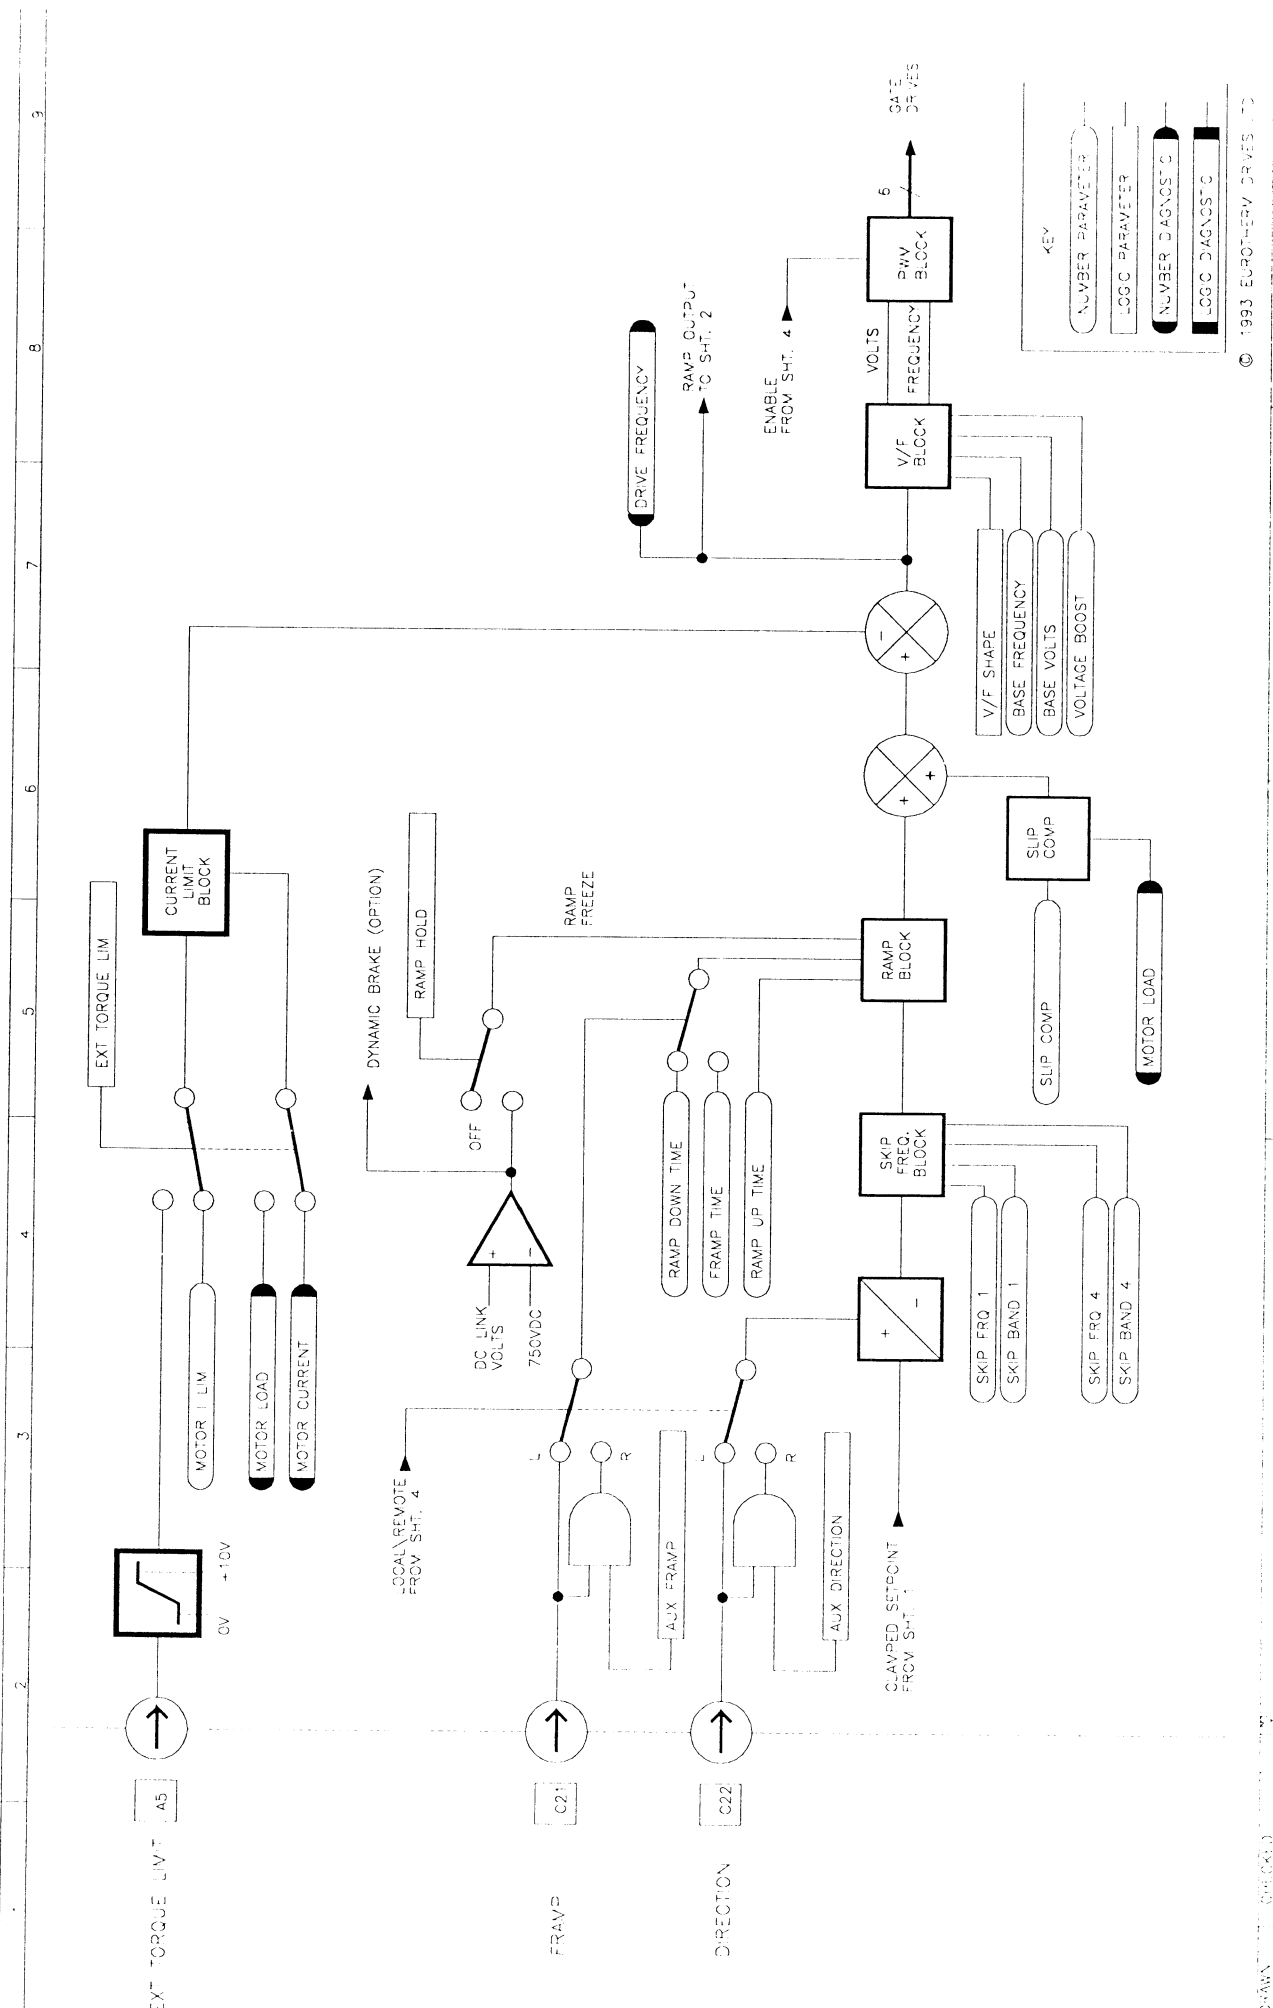 2
3
4
5
6
7
8
9
EXT TORQUE LIMIT
A5
0V
+10V
MOTOR I LIM
MOTOR LOAD
MOTOR CURRENT
EXT TORQUE LIM
CURRENT
LIMIT
BLOCK
DYNAMIC BRAKE (OPTION)
RAMP HOLD
OFF
RAMP
FREEZE
DC LINK
VOLTS
750VDC
+
-
LOCAL\REMOTE
FROM SHT. 4
FRAMP
C21
L
R
AUX FRAMP
RAMP DOWN TIME
FRAMP TIME
RAMP UP TIME
DIRECTION
C22
L
R
AUX DIRECTION
CLAMPED SETPOINT
FROM SHT. 1
+
-
SKIP
FREQ.
BLOCK
SKIP FRQ 1
SKIP BAND 1
SKIP FRQ 4
SKIP BAND 4
RAMP
BLOCK
SLIP COMP
SLIP
COMP
MOTOR LOAD
+
+
+
-
DRIVE FREQUENCY
RAMP OUTPUT
TO SHT. 2
V/F SHAPE
BASE FREQUENCY
BASE VOLTS
VOLTAGE BOOST
V/F
BLOCK
VOLTS
FREQUENCY
ENABLE
FROM SHT. 4
PWM
BLOCK
6
GATE
DRIVES
KEY
NUMBER PARAMETER
LOGIC PARAMETER
NUMBER DIAGNOSTIC
LOGIC DIAGNOSTIC
© 1993 EUROTHERM DRIVES LTD
CHECKED